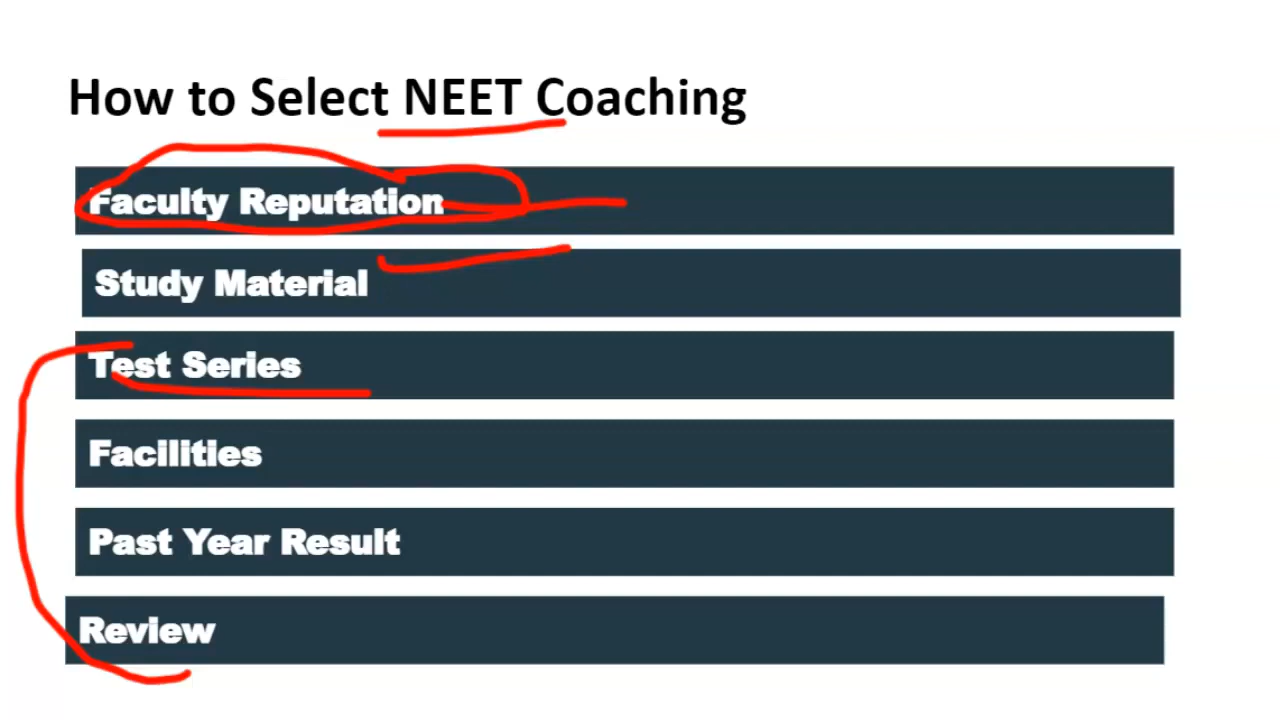 How to Select NEET Coaching
Faculty Reputation
Study Material
Test Series
Facilities
Past Year Result
Review